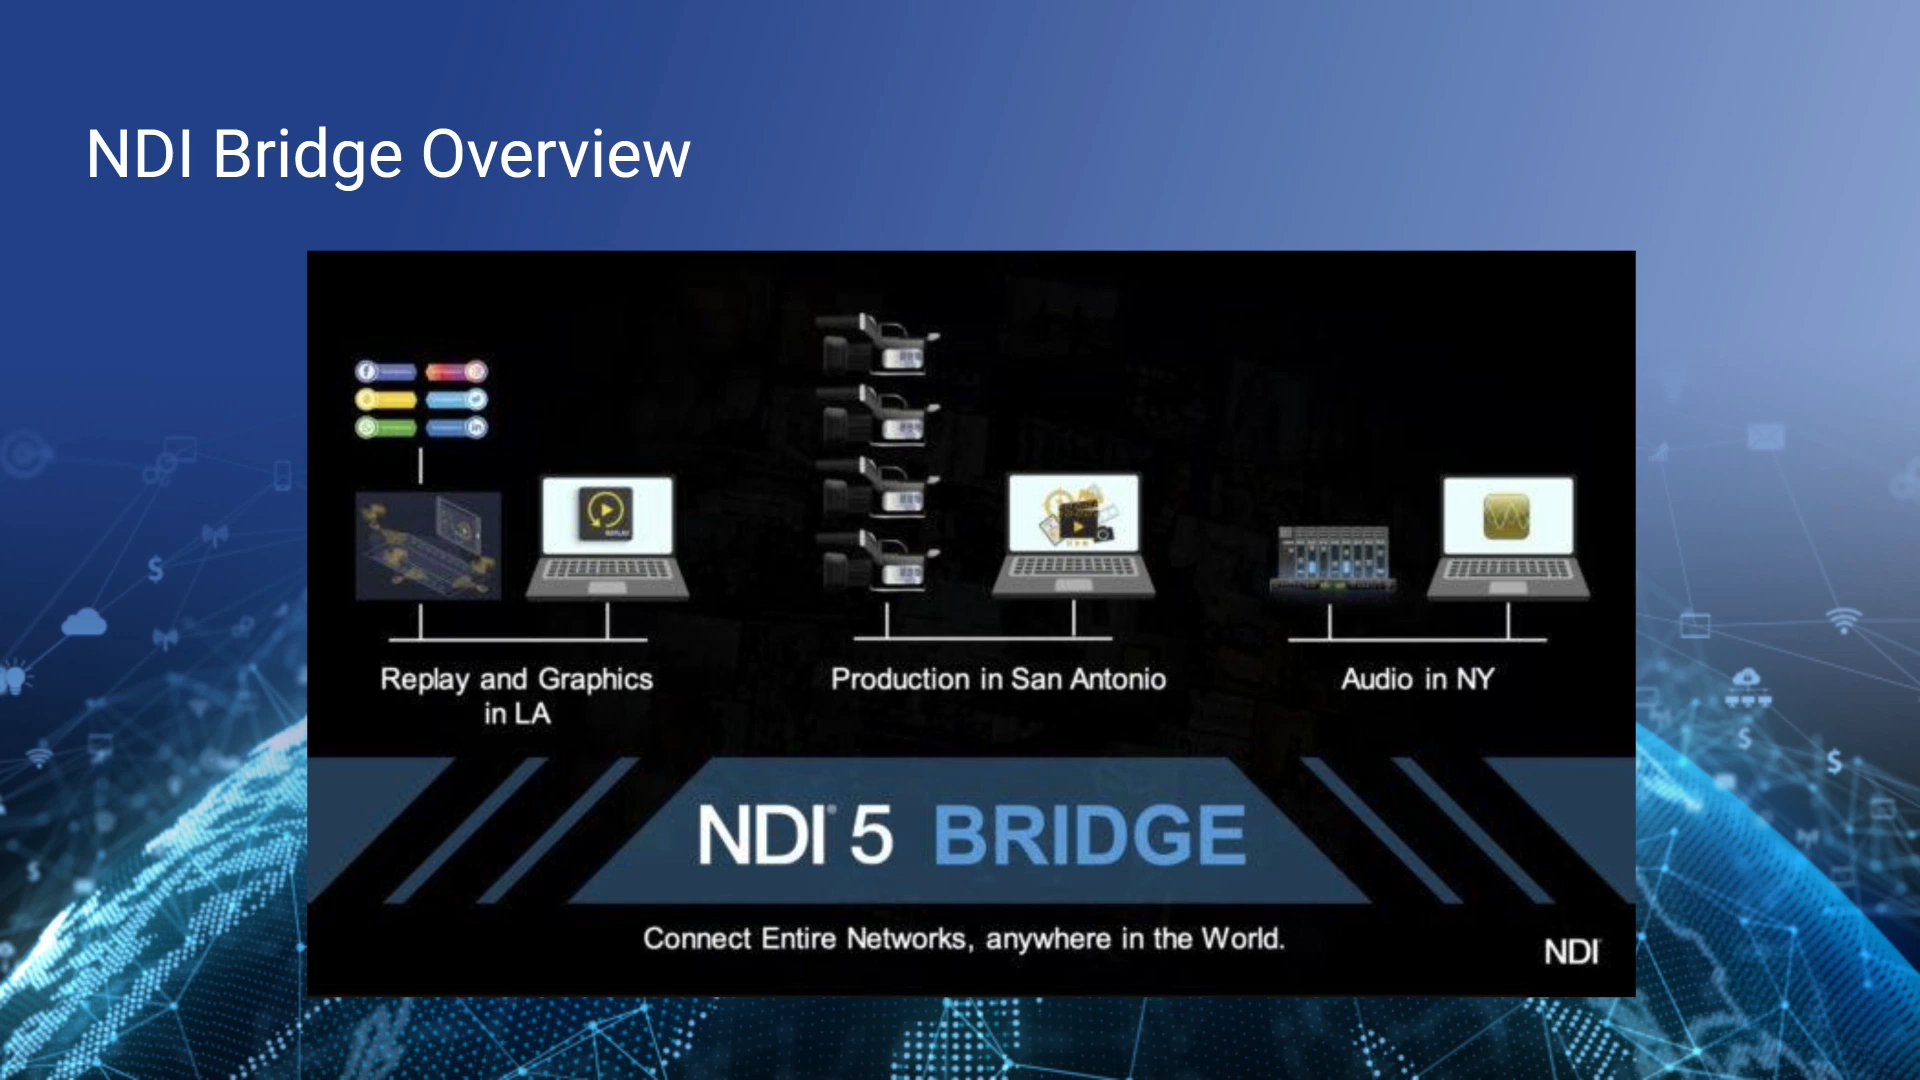 NDI Bridge Overview
REPLAY
Replay and Graphics
in LA
Production in San Antonio
Audio in NY
NDI® 5 BRIDGE
Connect Entire Networks, anywhere in the World.
NDI